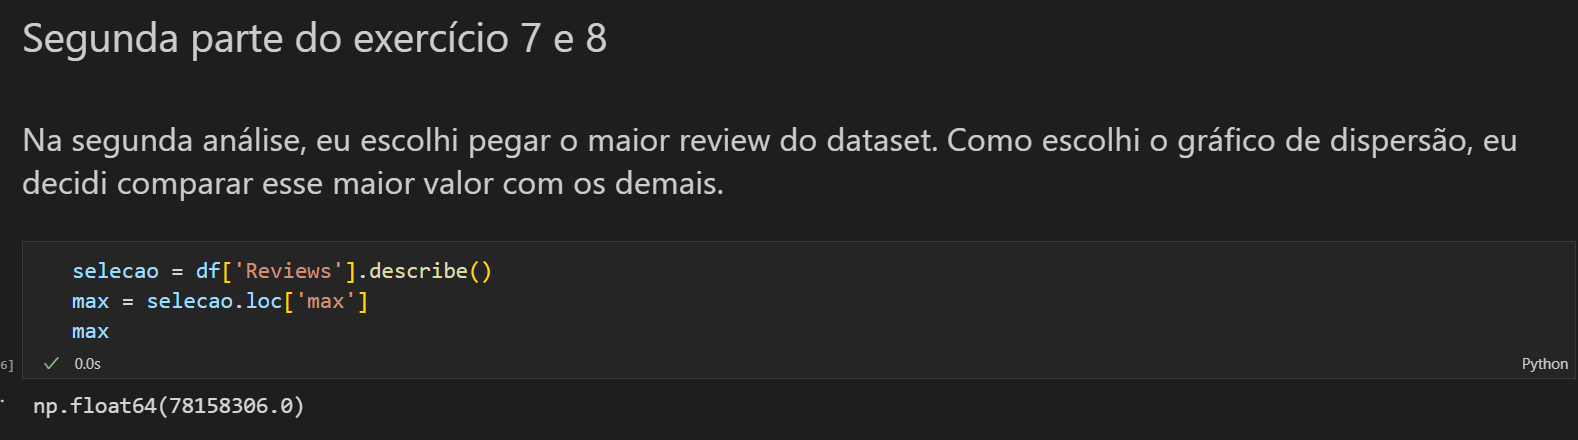 Segunda parte do exercício 7 e 8
Na segunda análise, eu escolhi pegar o maior review do dataset. Como escolhi o gráfico de dispersão, eu
decidi comparar esse maior valor com os demais.
selecao = df['Reviews'].describe()
max = selecao.loc['max']
max
6] 0.0s Python
np.float64(78158306.0)